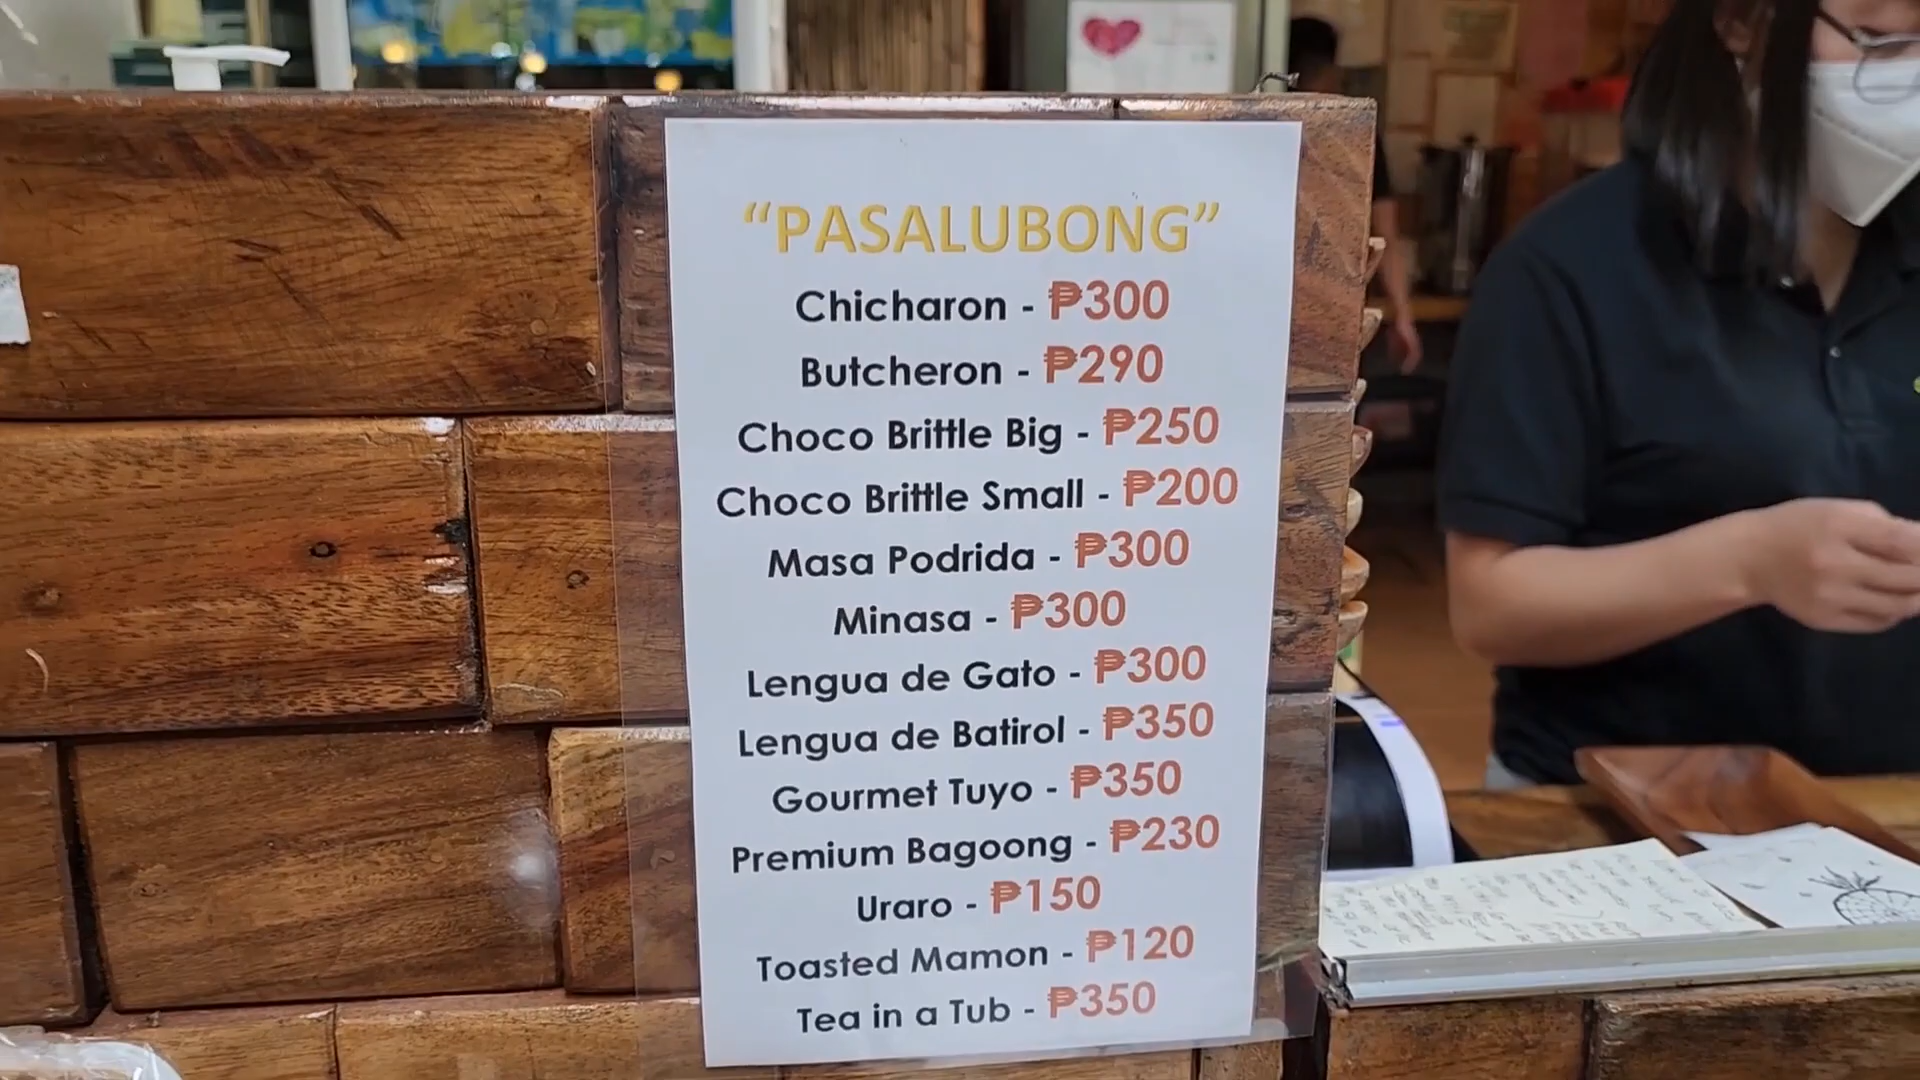 “PASALUBONG”
Chicharon - ₱300
Butcheron - ₱290
Choco Brittle Big - ₱250
Choco Brittle Small - ₱200
Masa Podrida - ₱300
Minasa - ₱300
Lengua de Gato - ₱300
Lengua de Batirol - ₱350
Gourmet Tuyo - ₱350
Premium Bagoong - ₱230
Uraro - ₱150
Toasted Mamon - ₱120
Tea in a Tub - ₱350